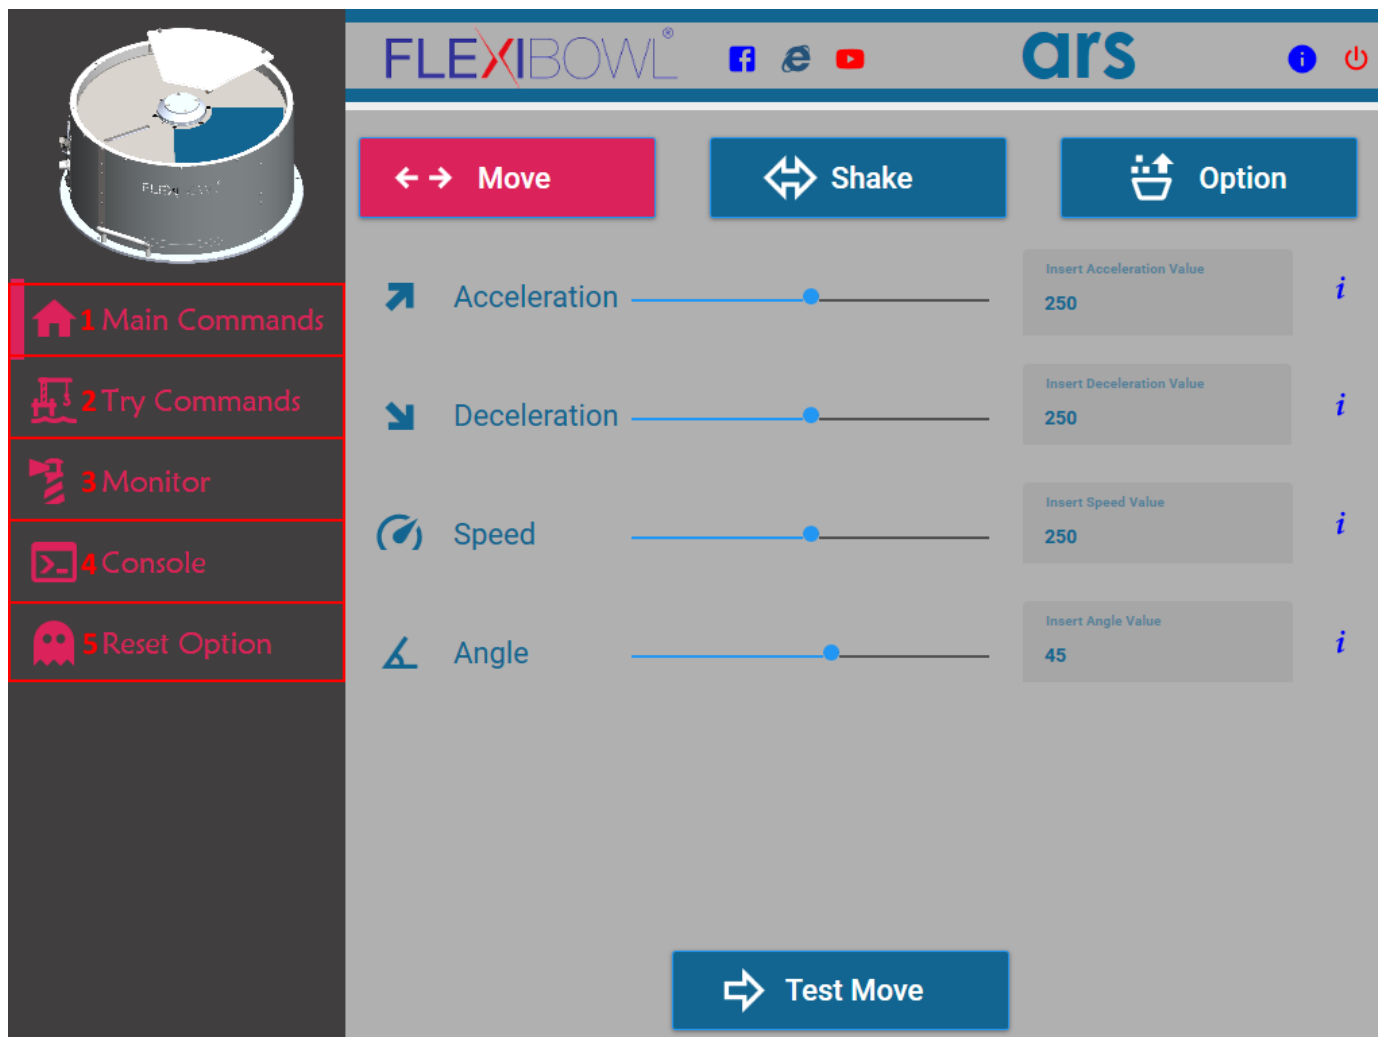 FLEXIBOWL®
ars
Move
Shake
Option
1 Main Commands
2 Try Commands
3 Monitor
4 Console
5 Reset Option
Acceleration
Insert Acceleration Value
250
i
Deceleration
Insert Deceleration Value
250
i
Speed
Insert Speed Value
250
i
Angle
Insert Angle Value
45
i
Test Move